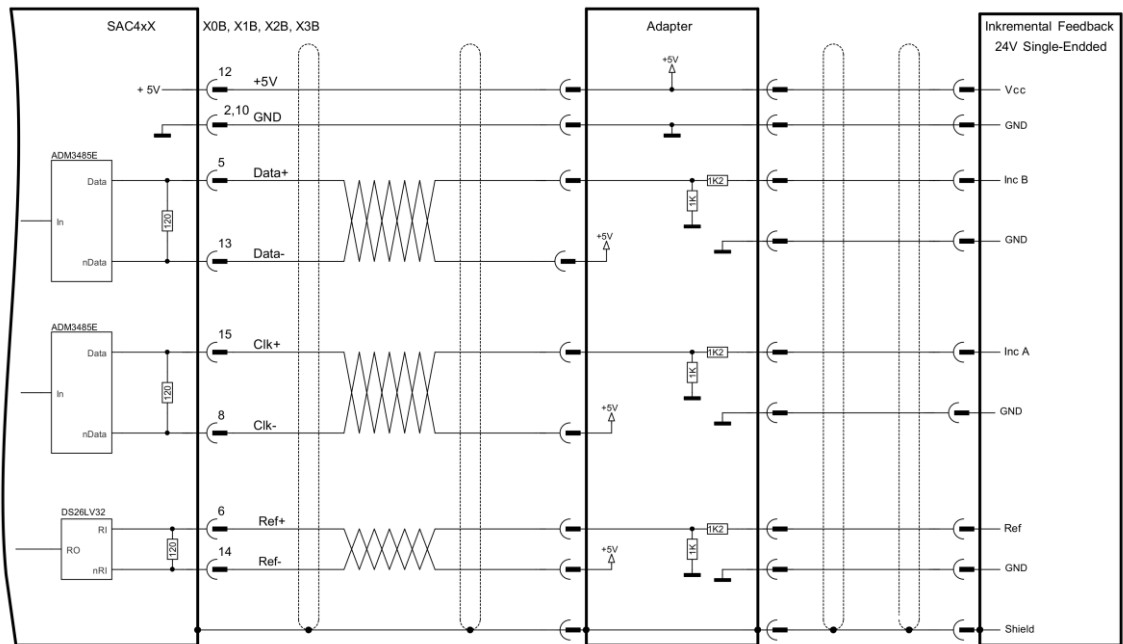 SAC4xX
X0B, X1B, X2B, X3B
Adapter
Inkremental Feedback
24V Single-Endded
+ 5V
12
+5V
+5V
Vcc
2,10
GND
GND
ADM3485E
Data
In
nData
120
5
Data+
1K2
1K
Inc B
13
Data-
+5V
GND
ADM3485E
Data
In
nData
120
15
Clk+
1K2
1K
Inc A
8
Clk-
+5V
GND
DS26LV32
RI
RO
nRI
120
6
Ref+
1K2
1K
Ref
14
Ref-
+5V
GND
Shield